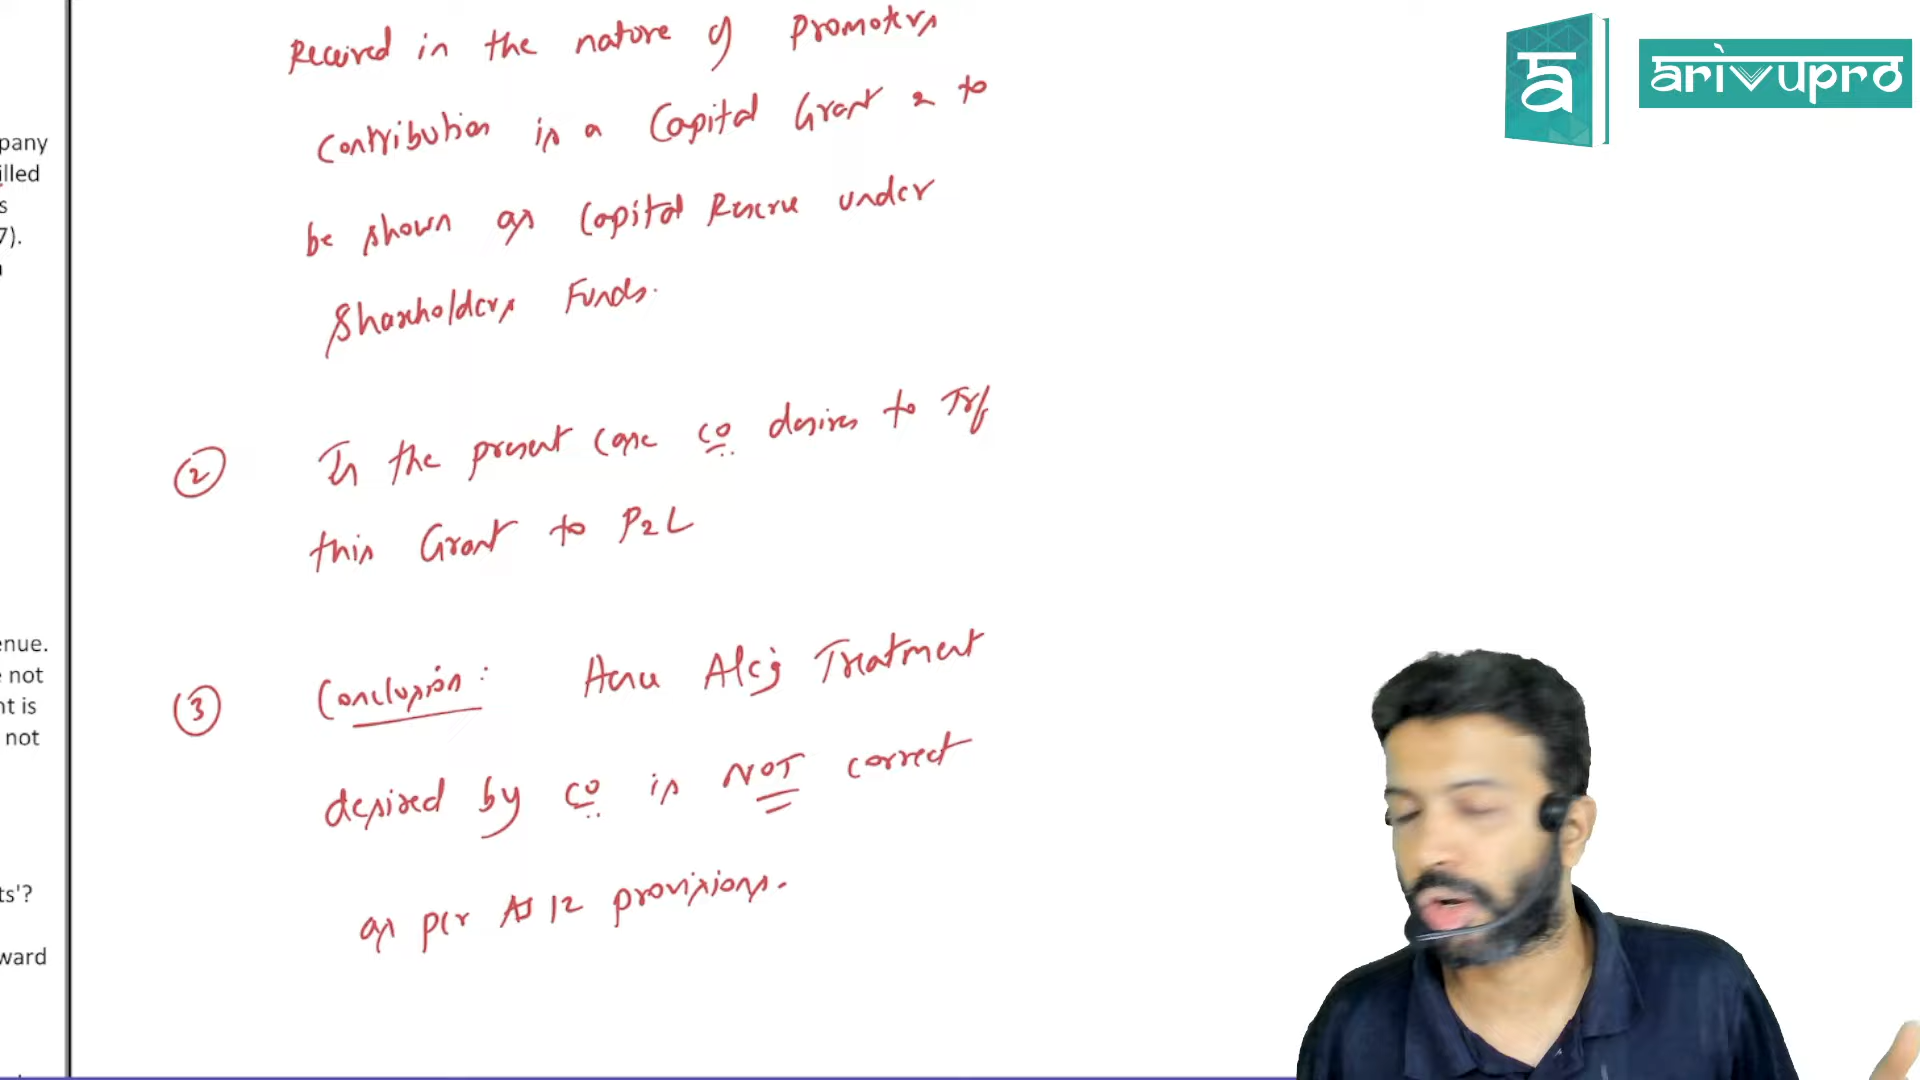 Received in the nature of Promoters
Contribution is a Capital Grant & to
be shown as Capital Reserve under
Shareholders Funds.
② In the present case co desires to Trf
this Grant to P&L
③ Conclusion: Hence A/c'g Treatment
desired by co is NOT correct
as per AS 12 provisions.
pany
illed
s
7).
enue.
not
nt is
not
ts'?
ward
ā
arivupro